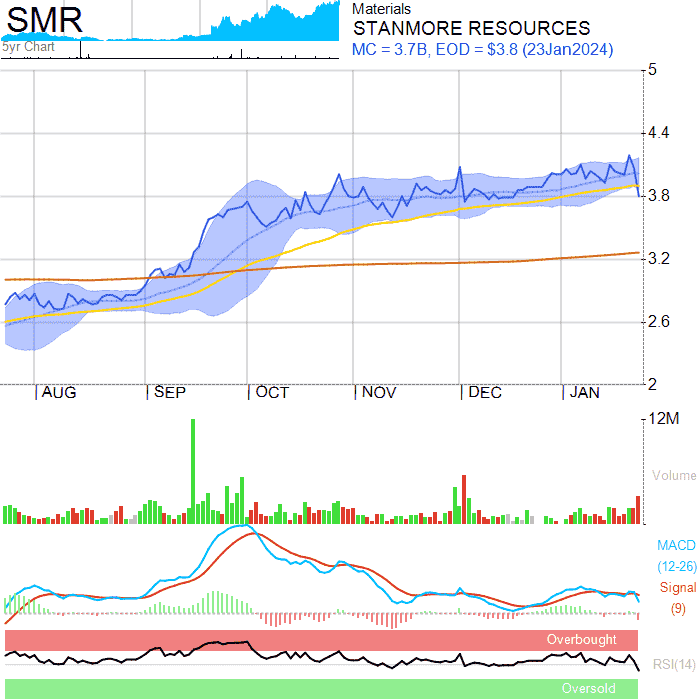 SMR
5yr Chart
Materials
STANMORE RESOURCES
MC = 3.7B, EOD = $3.8 (23Jan2024)
5
4.4
3.8
3.2
2.6
2
AUG
SEP
OCT
NOV
DEC
JAN
12M
Volume
MACD
(12-26)
Signal
(9)
Overbought
RSI(14)
Oversold